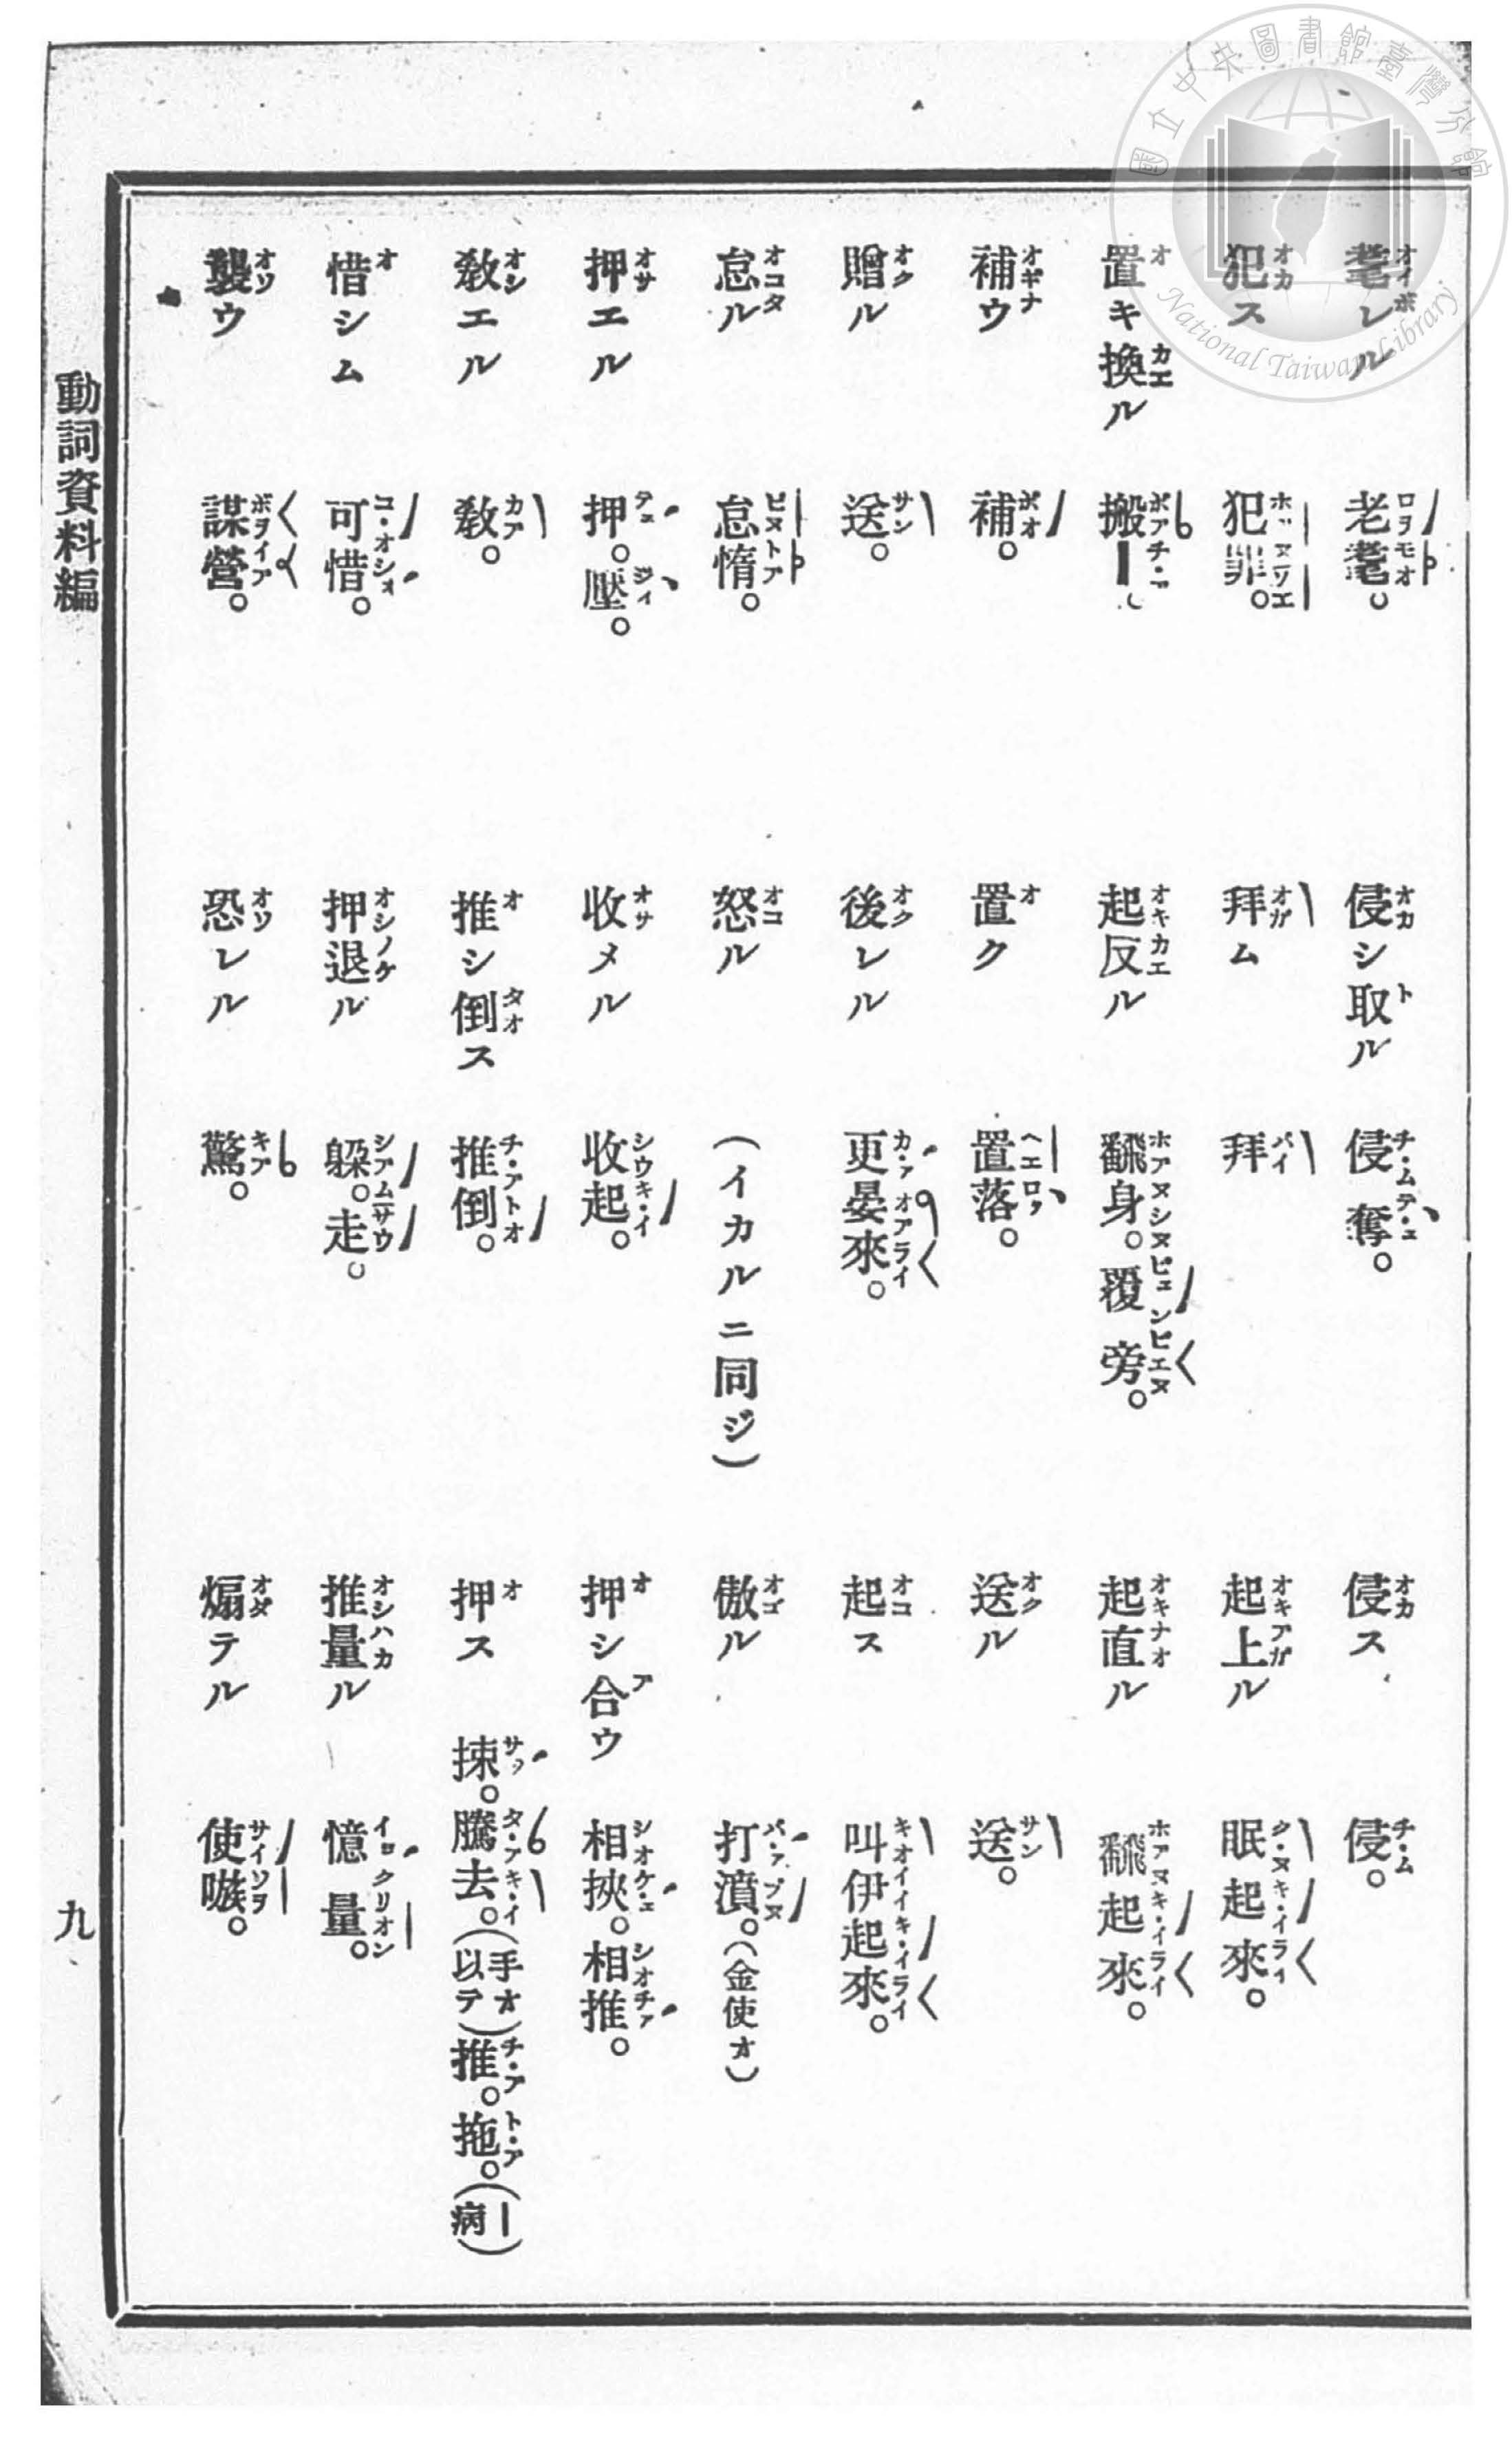 國立中央圖書館臺灣分館
National Taiwan Library
耄レル 老耄。 侵シ取ル 侵奪。 侵ス 侵。
犯ス 犯罪。 拜ム 拜 起上ル 眠起來。
置キ換ル 搬｜。 起反ル 飜身。覆旁。 起直ル 飜起來。
補ウ 補。 置ク 置落。 送ル 送。
贈ル 送。 後レル 更晏來。 起ス 叫伊起來。
怠ル 怠惰。 怒ル (イカルニ同ジ) 傲ル 打濆。(金使オ)
押エル 押。壓。 收メル 收起。 押シ合ウ 相挾。相推。
敎エル 敎。 推シ倒ス 推倒。 押ス 捒。騰去。(手オ以テ)推。拖。(｜病)
惜シム 可惜。 押退ル 躱。走。 推量ル 憶量。
襲ウ 謀營。 恐レル 驚。 煽テル 使嗾。
動詞資料編
九